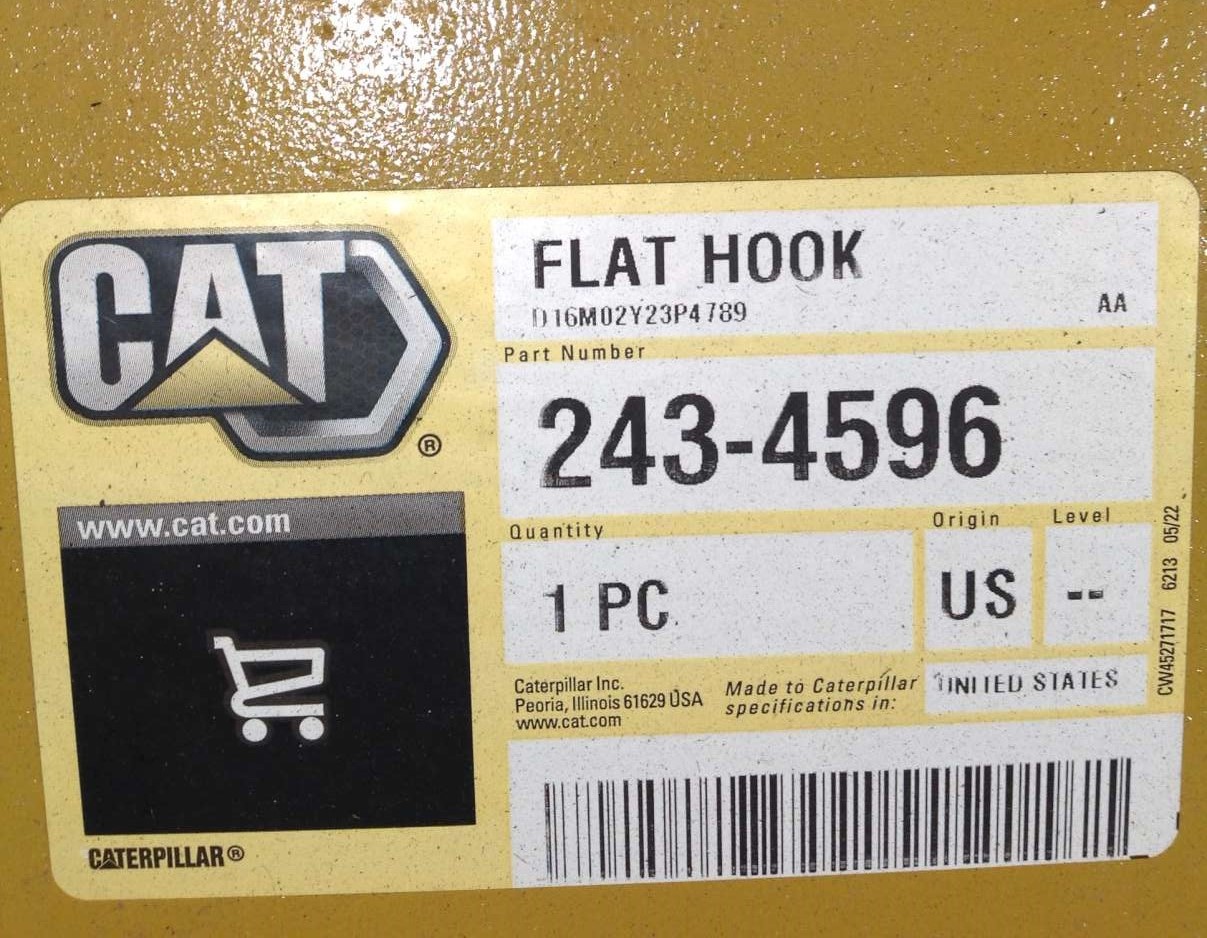 CAT
®
www.cat.com
CATERPILLAR®
FLAT HOOK
D16M02Y23P4789 AA
Part Number
243-4596
Quantity
1 PC
Origin
US
Level
--
Caterpillar Inc.
Peoria, Illinois 61629 USA
www.cat.com
Made to Caterpillar
specifications in:
UNITED STATES
CW45271717 6213 05/22